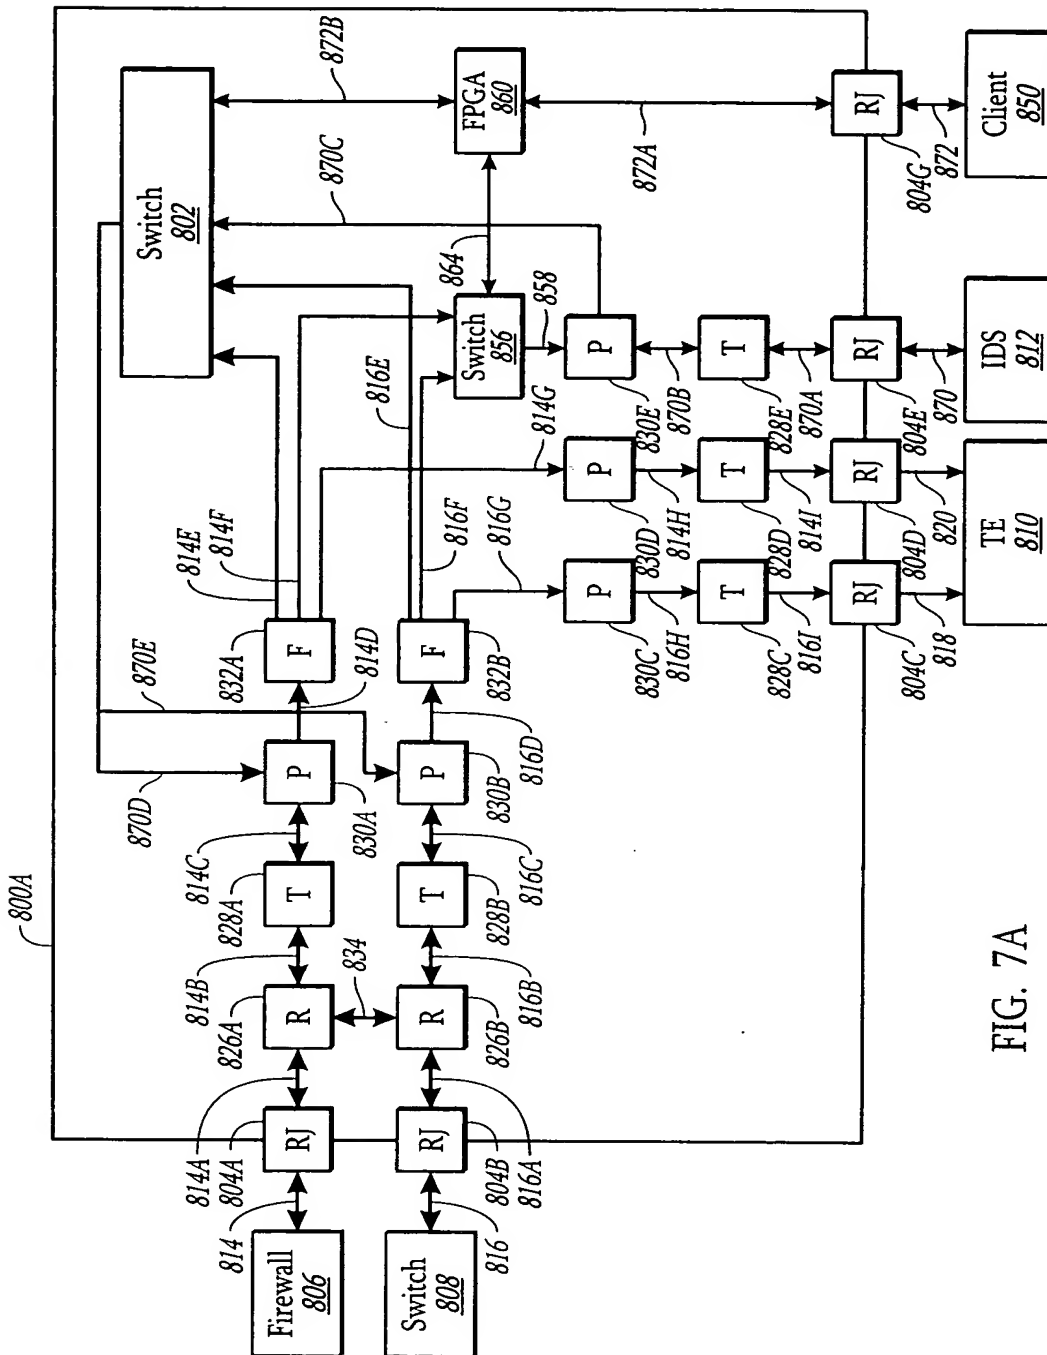 800A
Switch
802
872B
870C
FPGA
860
872A
RJ
804G
872
Client
850
864
Switch
856
858
P
830E
870B
T
828E
870A
RJ
804E
870
IDS
812
814E
814F
816E
814G
816F
816G
P
830D
814H
T
828D
814I
RJ
804D
820
TE
810
P
830C
816H
T
828C
816I
RJ
804C
818
870E
870D
832A
F
814D
F
832B
816D
P
830A
P
830B
814C
816C
828A
T
T
828B
814B
816B
834
826A
R
R
826B
814A
816A
804A
RJ
RJ
804B
814
816
Firewall
806
Switch
808
FIG. 7A